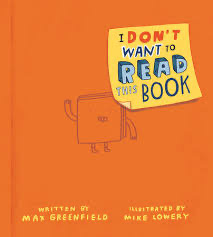 I DON'T
WANT TO
READ
THIS
BOOK
WRITTEN BY
MAX GREENFIELD
ILLUSTRATED BY
MIKE LOWERY